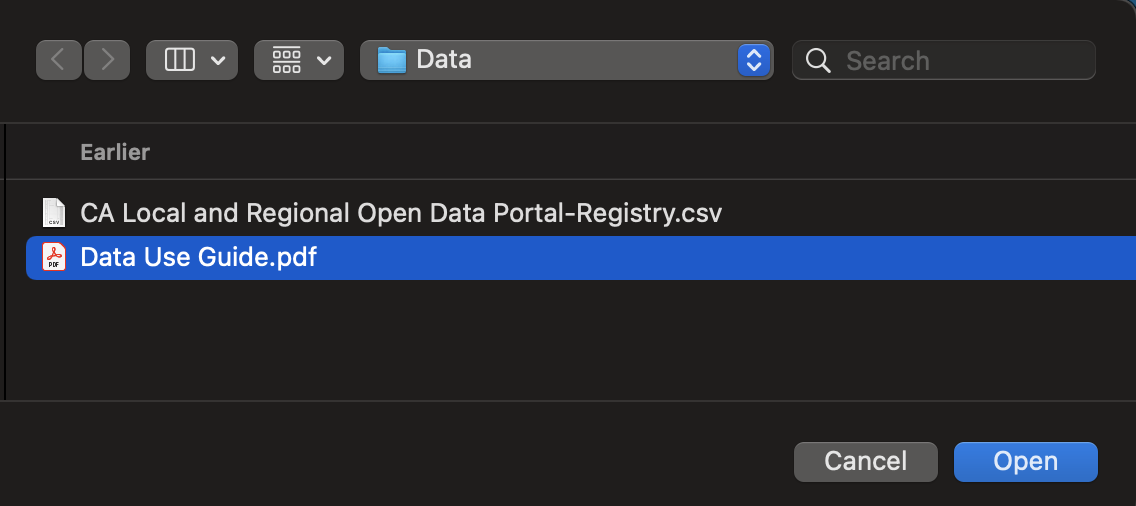 Data
Search
Earlier
CSV
CA Local and Regional Open Data Portal-Registry.csv
PDF
Data Use Guide.pdf
Cancel
Open